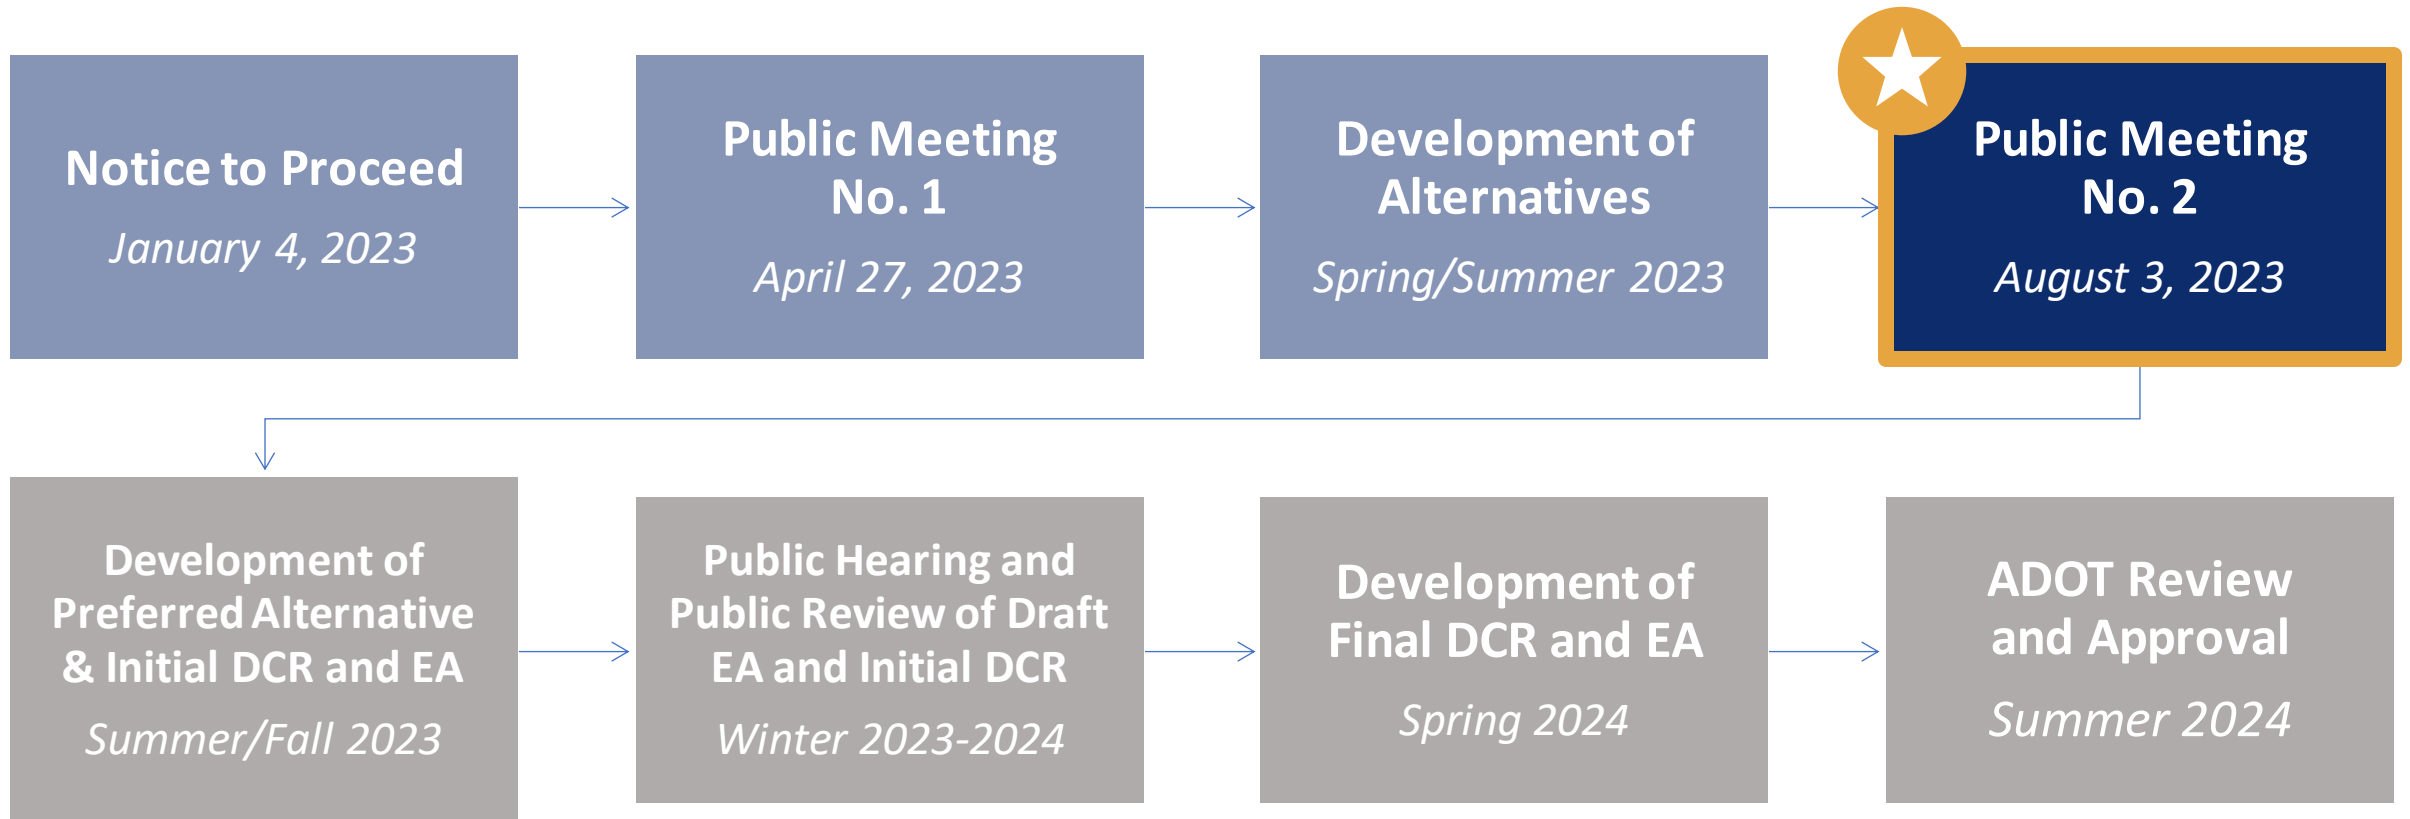 Notice to Proceed
January 4, 2023
Public Meeting
No. 1
April 27, 2023
Development of
Alternatives
Spring/Summer 2023
Public Meeting
No. 2
August 3, 2023
Development of
Preferred Alternative
& Initial DCR and EA
Summer/Fall 2023
Public Hearing and
Public Review of Draft
EA and Initial DCR
Winter 2023-2024
Development of
Final DCR and EA
Spring 2024
ADOT Review
and Approval
Summer 2024